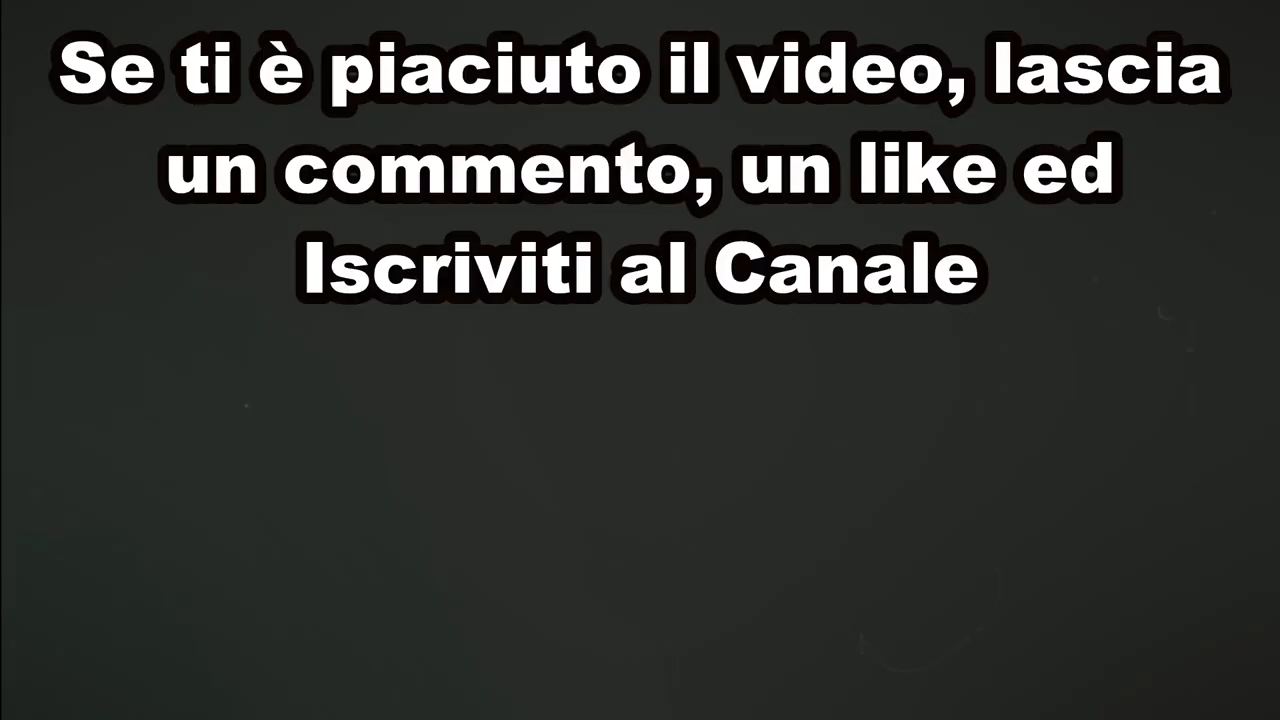 Se ti è piaciuto il video, lascia
un commento, un like ed
Iscriviti al Canale